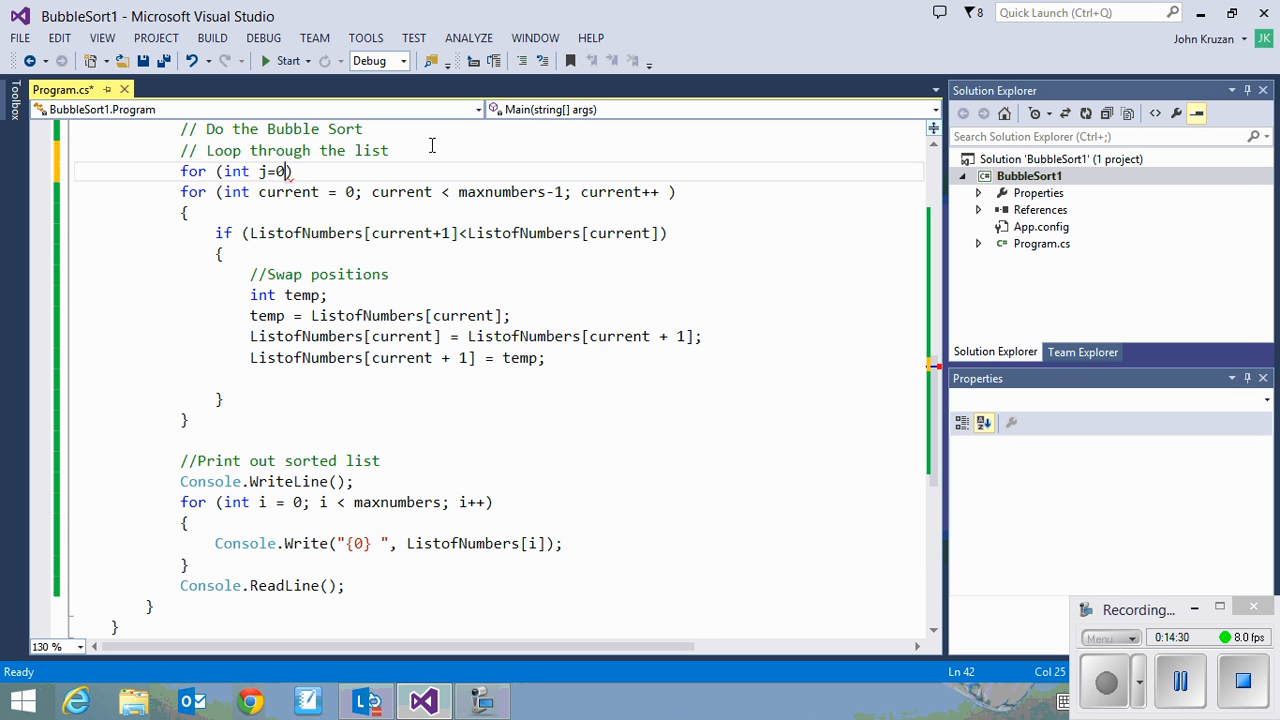 BubbleSort1 - Microsoft Visual Studio
8
Quick Launch (Ctrl+Q)
FILE EDIT VIEW PROJECT BUILD DEBUG TEAM TOOLS TEST ANALYZE WINDOW HELP
John Kruzan JK
Start Debug
Toolbox
Program.cs*
BubbleSort1.Program
Main(string[] args)
// Do the Bubble Sort
// Loop through the list
for (int j=0)
for (int current = 0; current < maxnumbers-1; current++ )
{
if (ListofNumbers[current+1]<ListofNumbers[current])
{
//Swap positions
int temp;
temp = ListofNumbers[current];
ListofNumbers[current] = ListofNumbers[current + 1];
ListofNumbers[current + 1] = temp;
}
}
//Print out sorted list
Console.WriteLine();
for (int i = 0; i < maxnumbers; i++)
{
Console.Write("{0} ", ListofNumbers[i]);
}
Console.ReadLine();
}
}
130 %
Solution Explorer
Search Solution Explorer (Ctrl+;)
Solution 'BubbleSort1' (1 project)
BubbleSort1
Properties
References
App.config
Program.cs
Solution Explorer Team Explorer
Properties
Recording...
Menu 0:14:30 8.0 fps
Ready Ln 42 Col 25